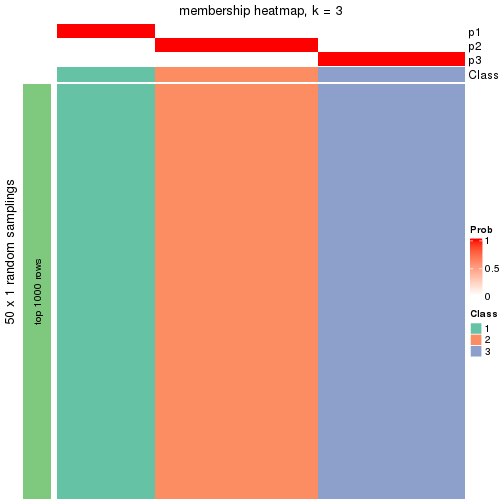 membership heatmap, k = 3
p1
p2
p3
Class
50 x 1 random samplings
top 1000 rows
Prob
1
0.5
0
Class
1
2
3